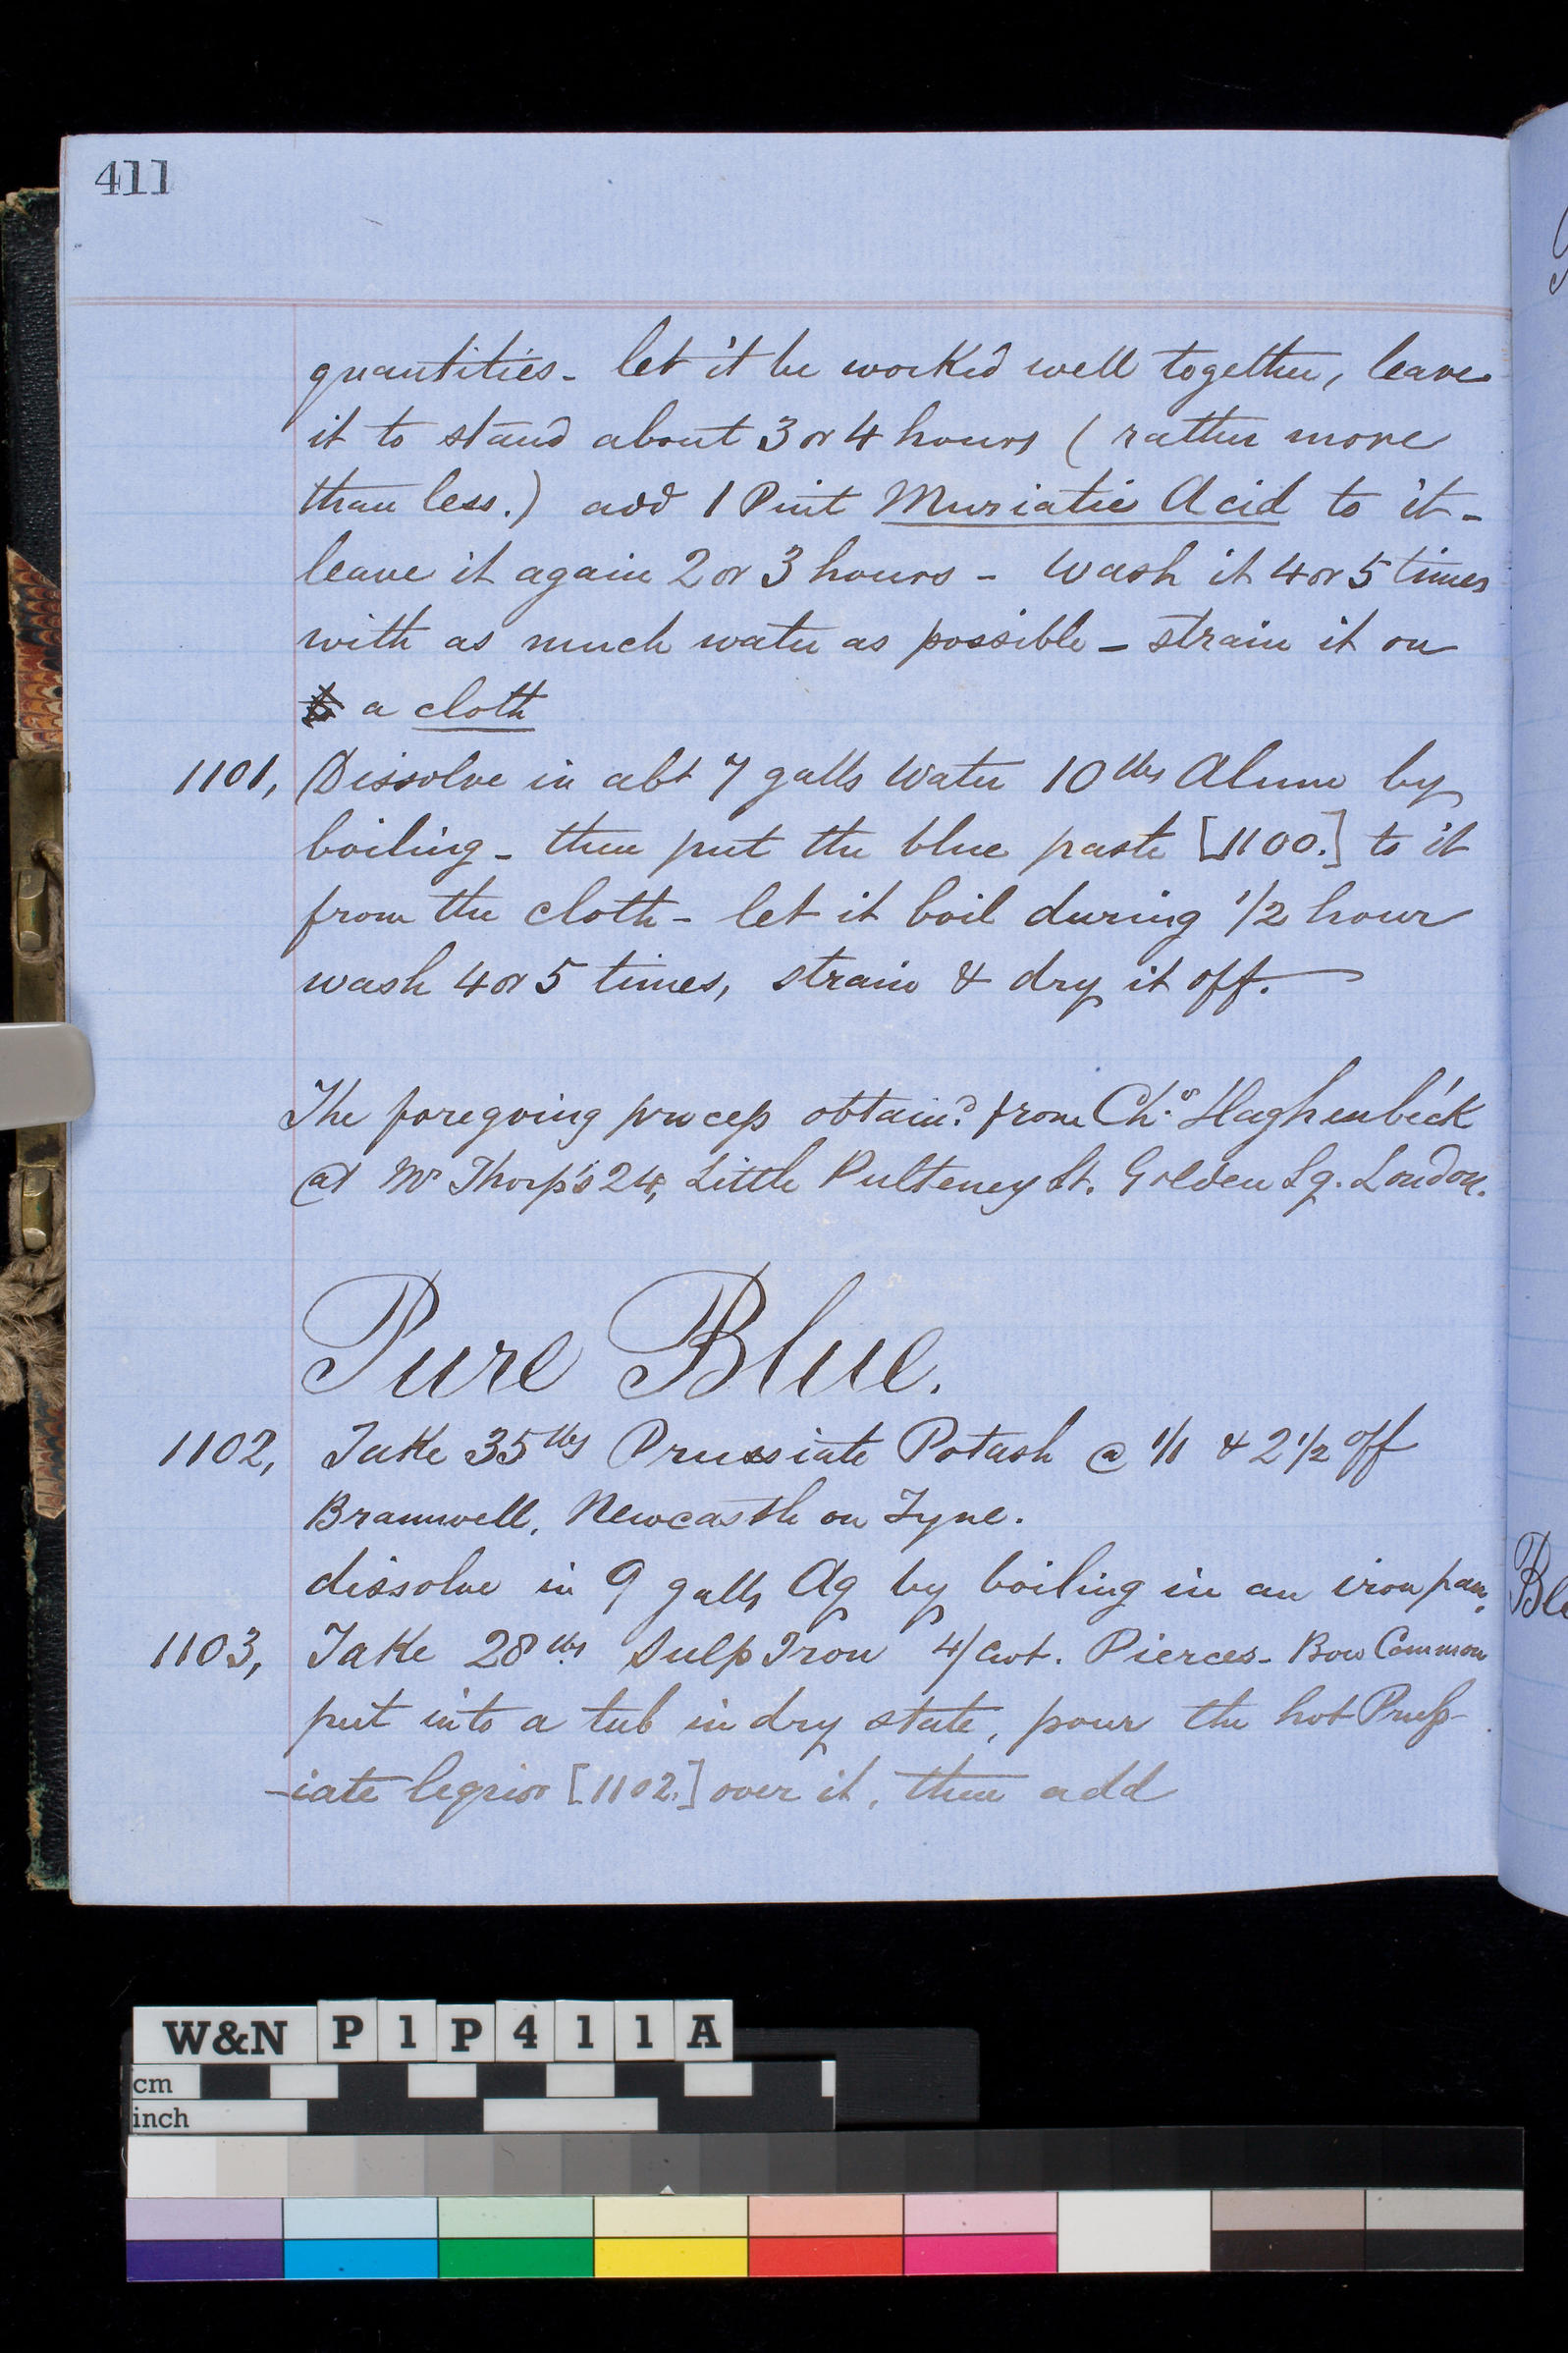 411
quantities - let it be worked well together, leave
it to stand about 3 or 4 hours (rather more
than less.) add 1 Pint Muriatic Acid to it -
leave it again 2 or 3 hours - wash it 4 or 5 times
with as much water as possible - strain it on
a cloth
1101, Dissolve in abt 7 galls Water 10 lbs Alum by
boiling - then put the blue paste [1100.] to it
from the cloth - let it boil during 1/2 hour
wash 4 or 5 times, strain & dry it off.
The foregoing process obtaind. from Chs. Haghenbeck
at Mr Thorp's 24, Little Pulteney St. Golden Sq. London.
Pure Blue.
1102, Take 35 lbs Prussiate Potash @ 1/1 & 2 1/2 off
Bramwell, Newcastle on Tyne.
dissolve in 9 galls Aq by boiling in an iron pan,
1103, Take 28 lbs Sulp Iron 4/ cwt. Pierces - Bow Common
put into a tub in dry state, pour the hot Pruss-
-iate liquor [1102.] over it, then add
W&N P1P411A
cm
inch